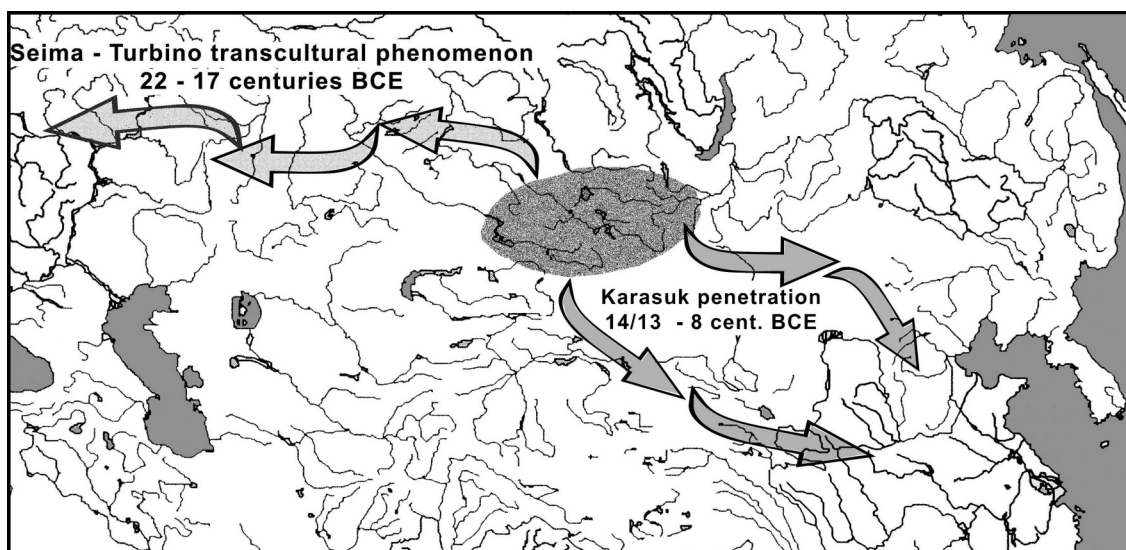 Seima - Turbino transcultural phenomenon
22 - 17 centuries BCE
Karasuk penetration
14/13 - 8 cent. BCE